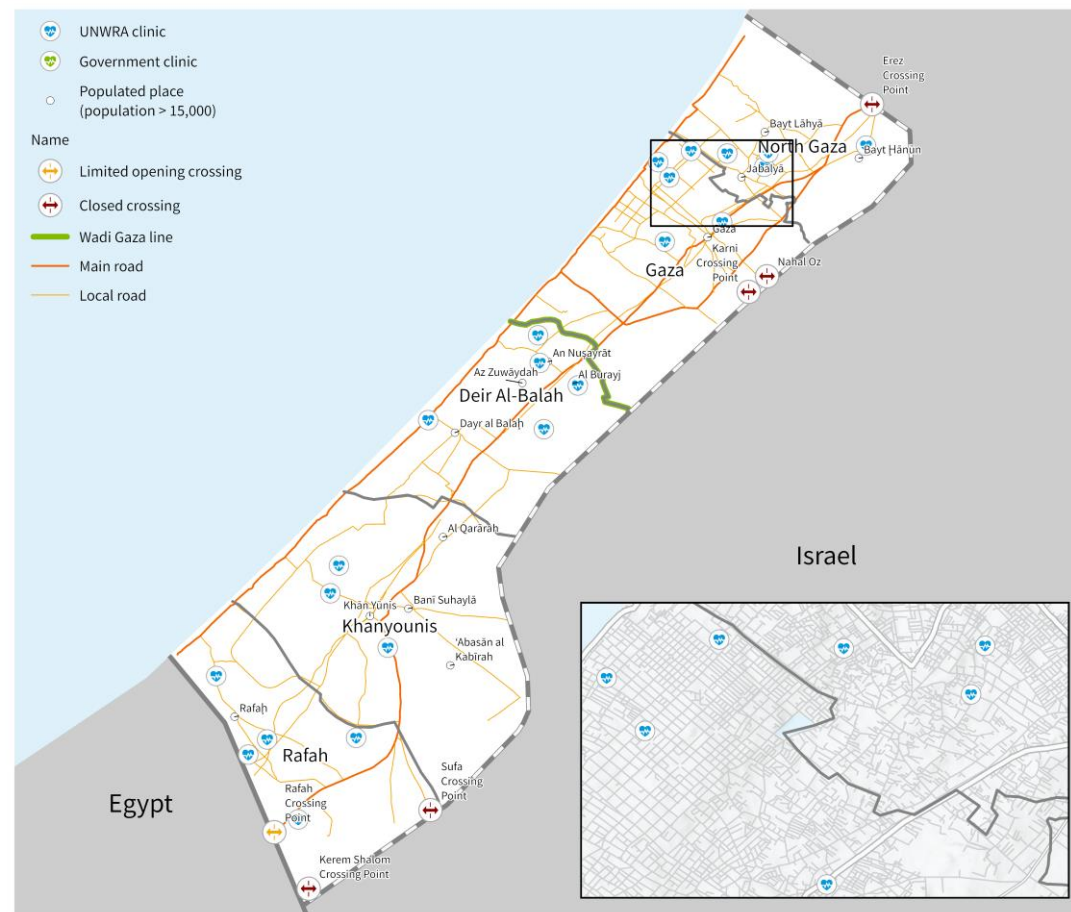 UNWRA clinic
Government clinic
Populated place
(population > 15,000)
Name
Limited opening crossing
Closed crossing
Wadi Gaza line
Main road
Local road
Erez
Crossing
Point
Bayt Lāhyā
North Gaza
Bayt Ḥānun
Jabalyā
Gaza
Karni
Crossing
Point
Nahal Oz
Gaza
An Nuşayrāt
Az Zuwāydah
Al Burayj
Deir Al-Balah
Dayr al Balaḩ
Al Qarārah
Israel
Khān Yūnis
Banī Suhaylā
Khanyounis
‘Abasān al
Kabīrah
Rafaḩ
Rafah
Sufa
Crossing
Point
Rafah
Crossing
Point
Egypt
Kerem Shalom
Crossing Point